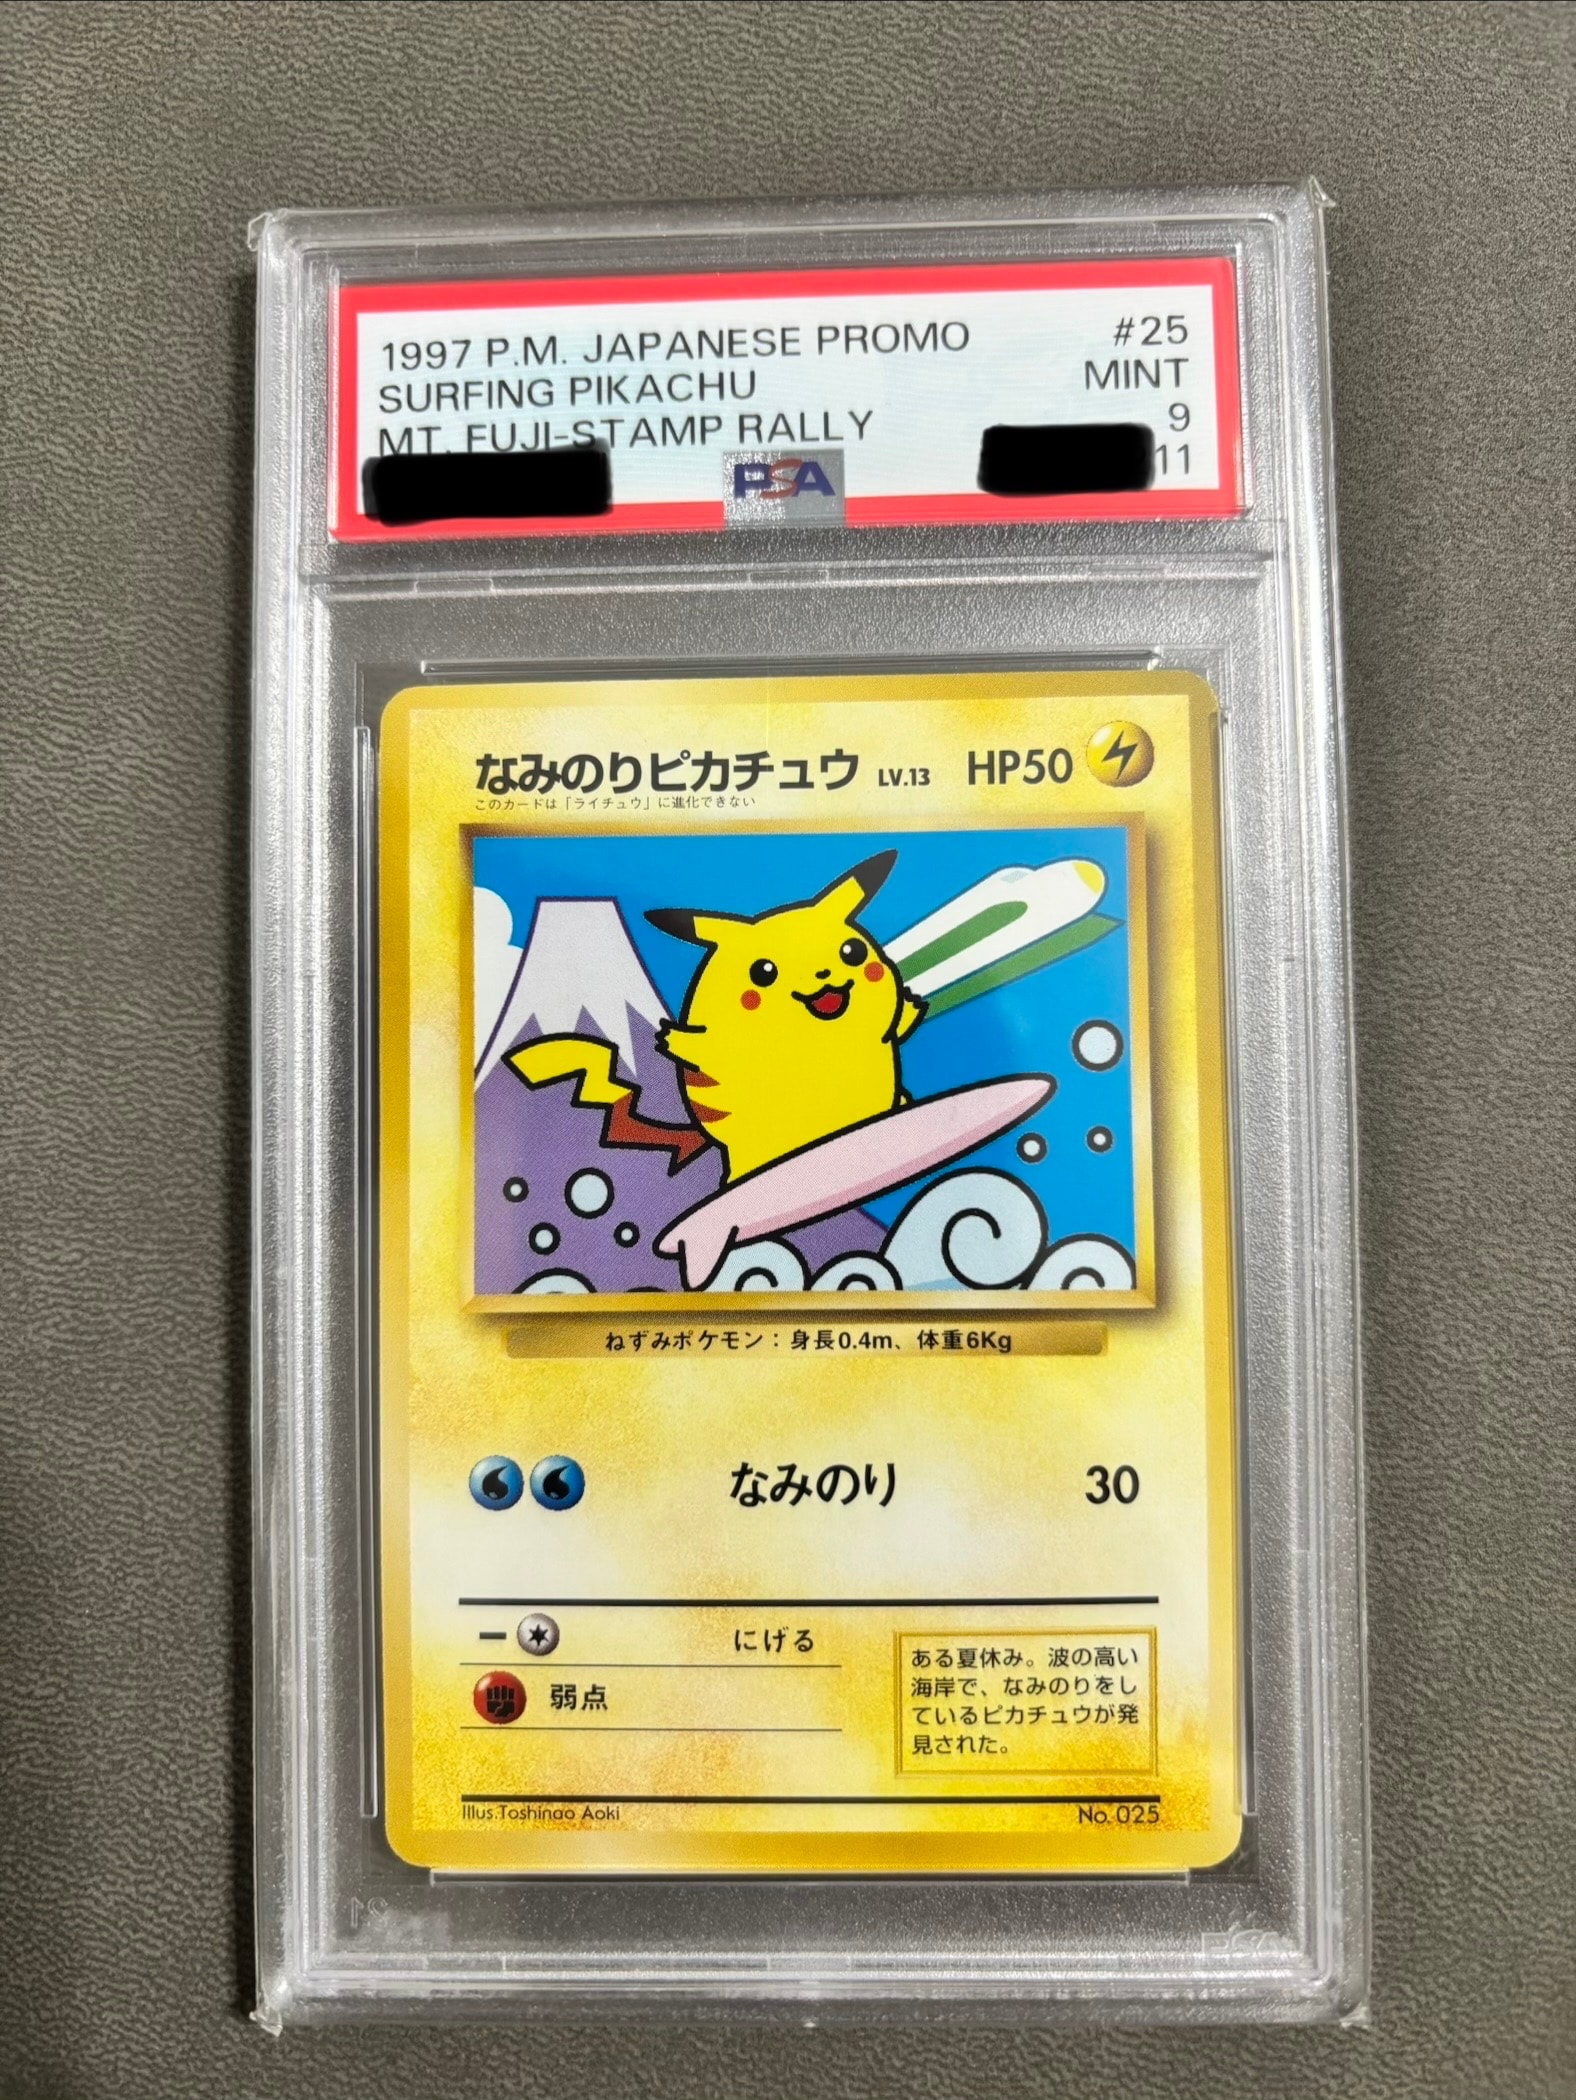 1997 P.M. JAPANESE PROMO #25
SURFING PIKACHU MINT
MT. FUJI-STAMP RALLY 9
11
PSA
なみのりピカチュウ LV.13 HP50
このカードは「ライチュウ」に進化できない
ねずみポケモン：身長0.4m、体重6Kg
なみのり 30
にげる
弱点
ある夏休み。波の高い
海岸で、なみのりをし
ているピカチュウが発
見された。
Illus.Toshinao Aoki No. 025